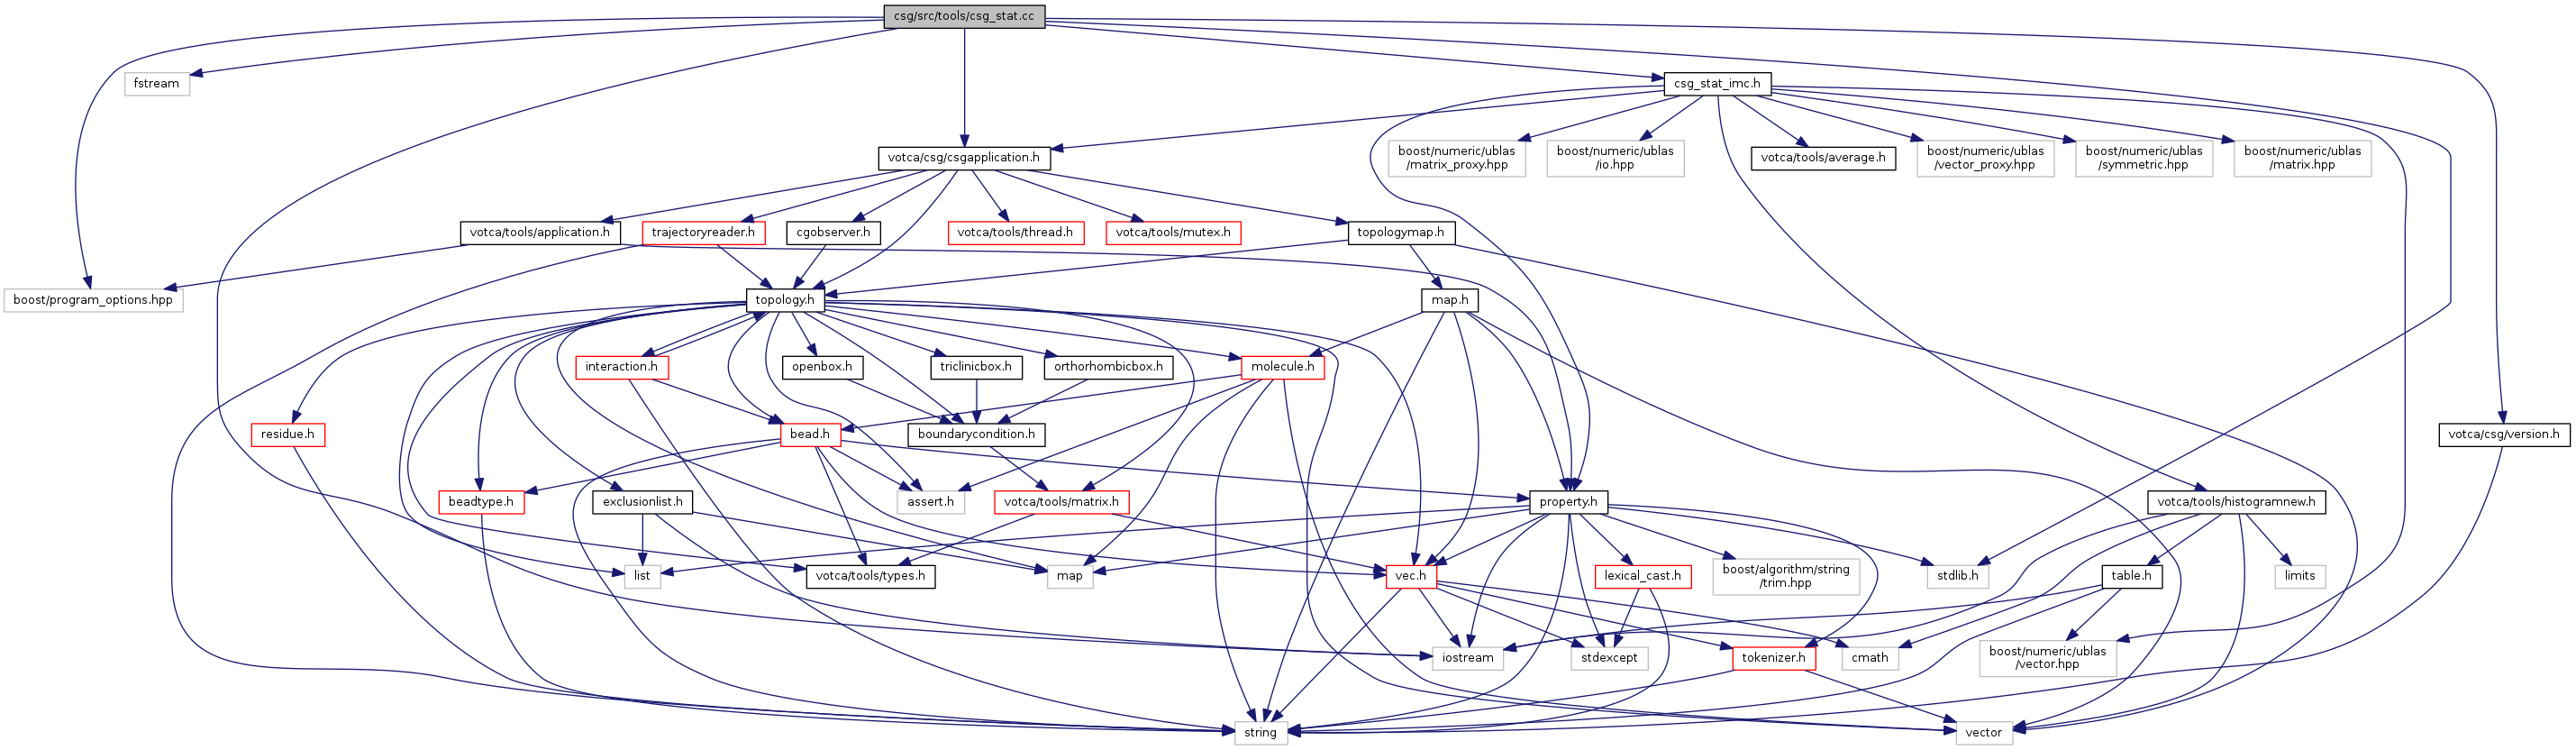 csg/src/tools/csg_stat.cc
fstream
csg_stat_imc.h
votca/csg/csgapplication.h
boost/numeric/ublas
/matrix_proxy.hpp
boost/numeric/ublas
/io.hpp
votca/tools/average.h
boost/numeric/ublas
/vector_proxy.hpp
boost/numeric/ublas
/symmetric.hpp
boost/numeric/ublas
/matrix.hpp
votca/tools/application.h
trajectoryreader.h
cgobserver.h
votca/tools/thread.h
votca/tools/mutex.h
topologymap.h
boost/program_options.hpp
topology.h
map.h
interaction.h
openbox.h
triclinicbox.h
orthorhombicbox.h
molecule.h
residue.h
bead.h
boundarycondition.h
votca/csg/version.h
beadtype.h
exclusionlist.h
assert.h
votca/tools/matrix.h
property.h
votca/tools/histogramnew.h
list
votca/tools/types.h
map
vec.h
lexical_cast.h
boost/algorithm/string
/trim.hpp
stdlib.h
table.h
limits
iostream
stdexcept
tokenizer.h
cmath
boost/numeric/ublas
/vector.hpp
string
vector